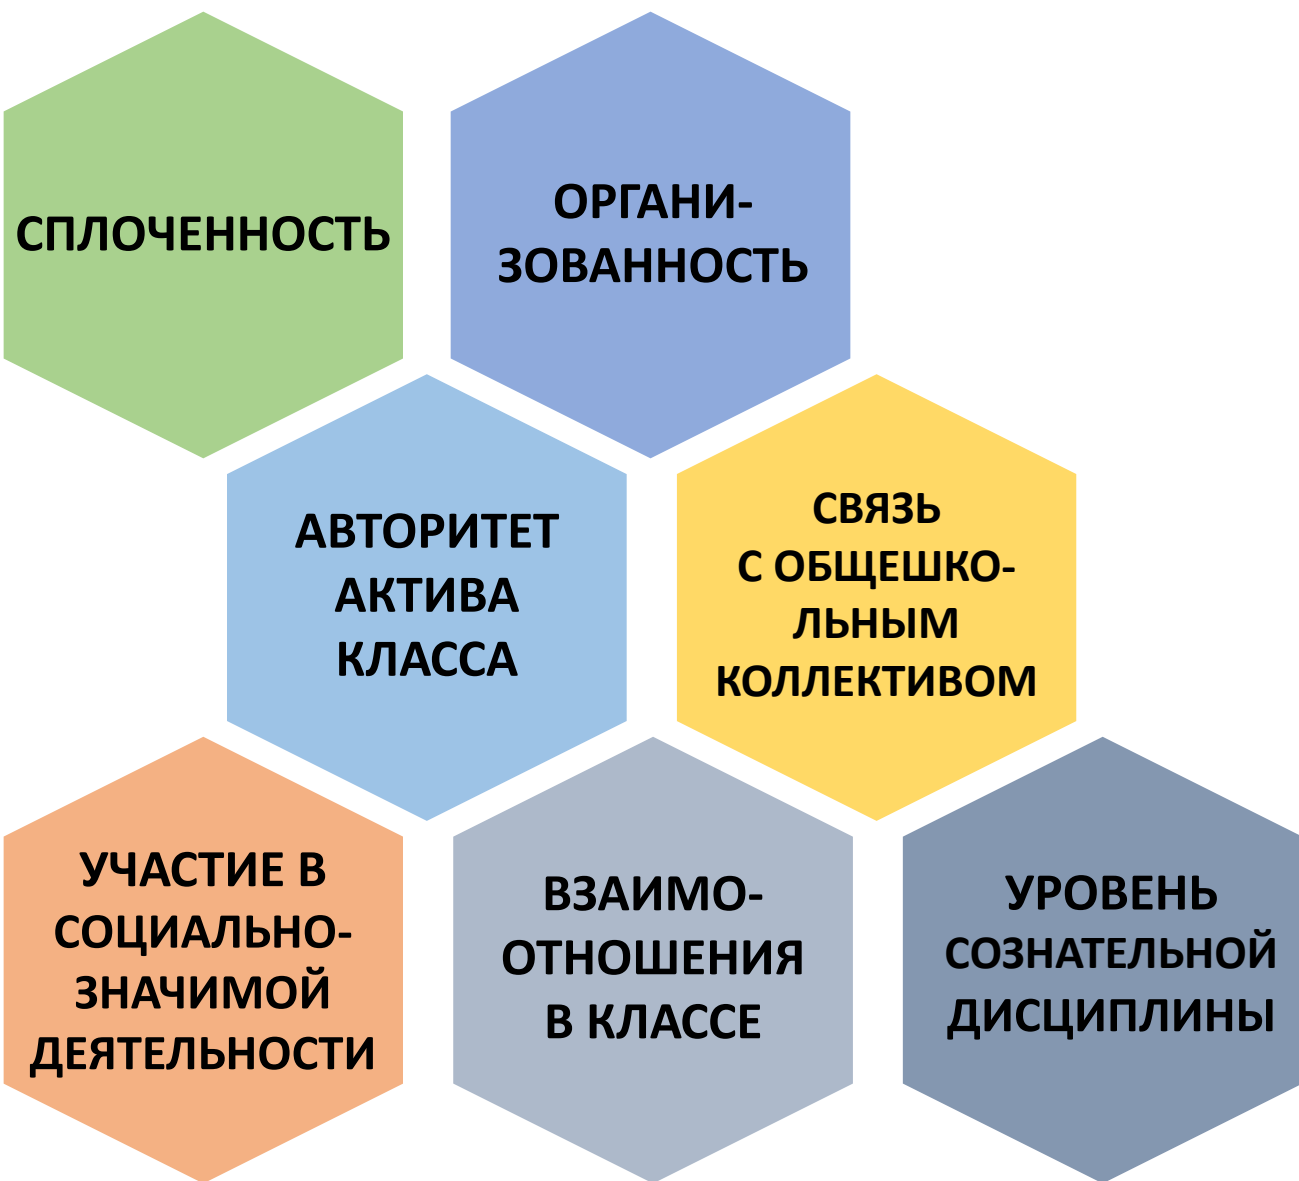 СПЛОЧЕННОСТЬ
ОРГАНИ-
ЗОВАННОСТЬ
АВТОРИТЕТ
АКТИВА
КЛАССА
СВЯЗЬ
С ОБЩЕШКО-
ЛЬНЫМ
КОЛЛЕКТИВОМ
УЧАСТИЕ В
СОЦИАЛЬНО-
ЗНАЧИМОЙ
ДЕЯТЕЛЬНОСТИ
ВЗАИМО-
ОТНОШЕНИЯ
В КЛАССЕ
УРОВЕНЬ
СОЗНАТЕЛЬНОЙ
ДИСЦИПЛИНЫ